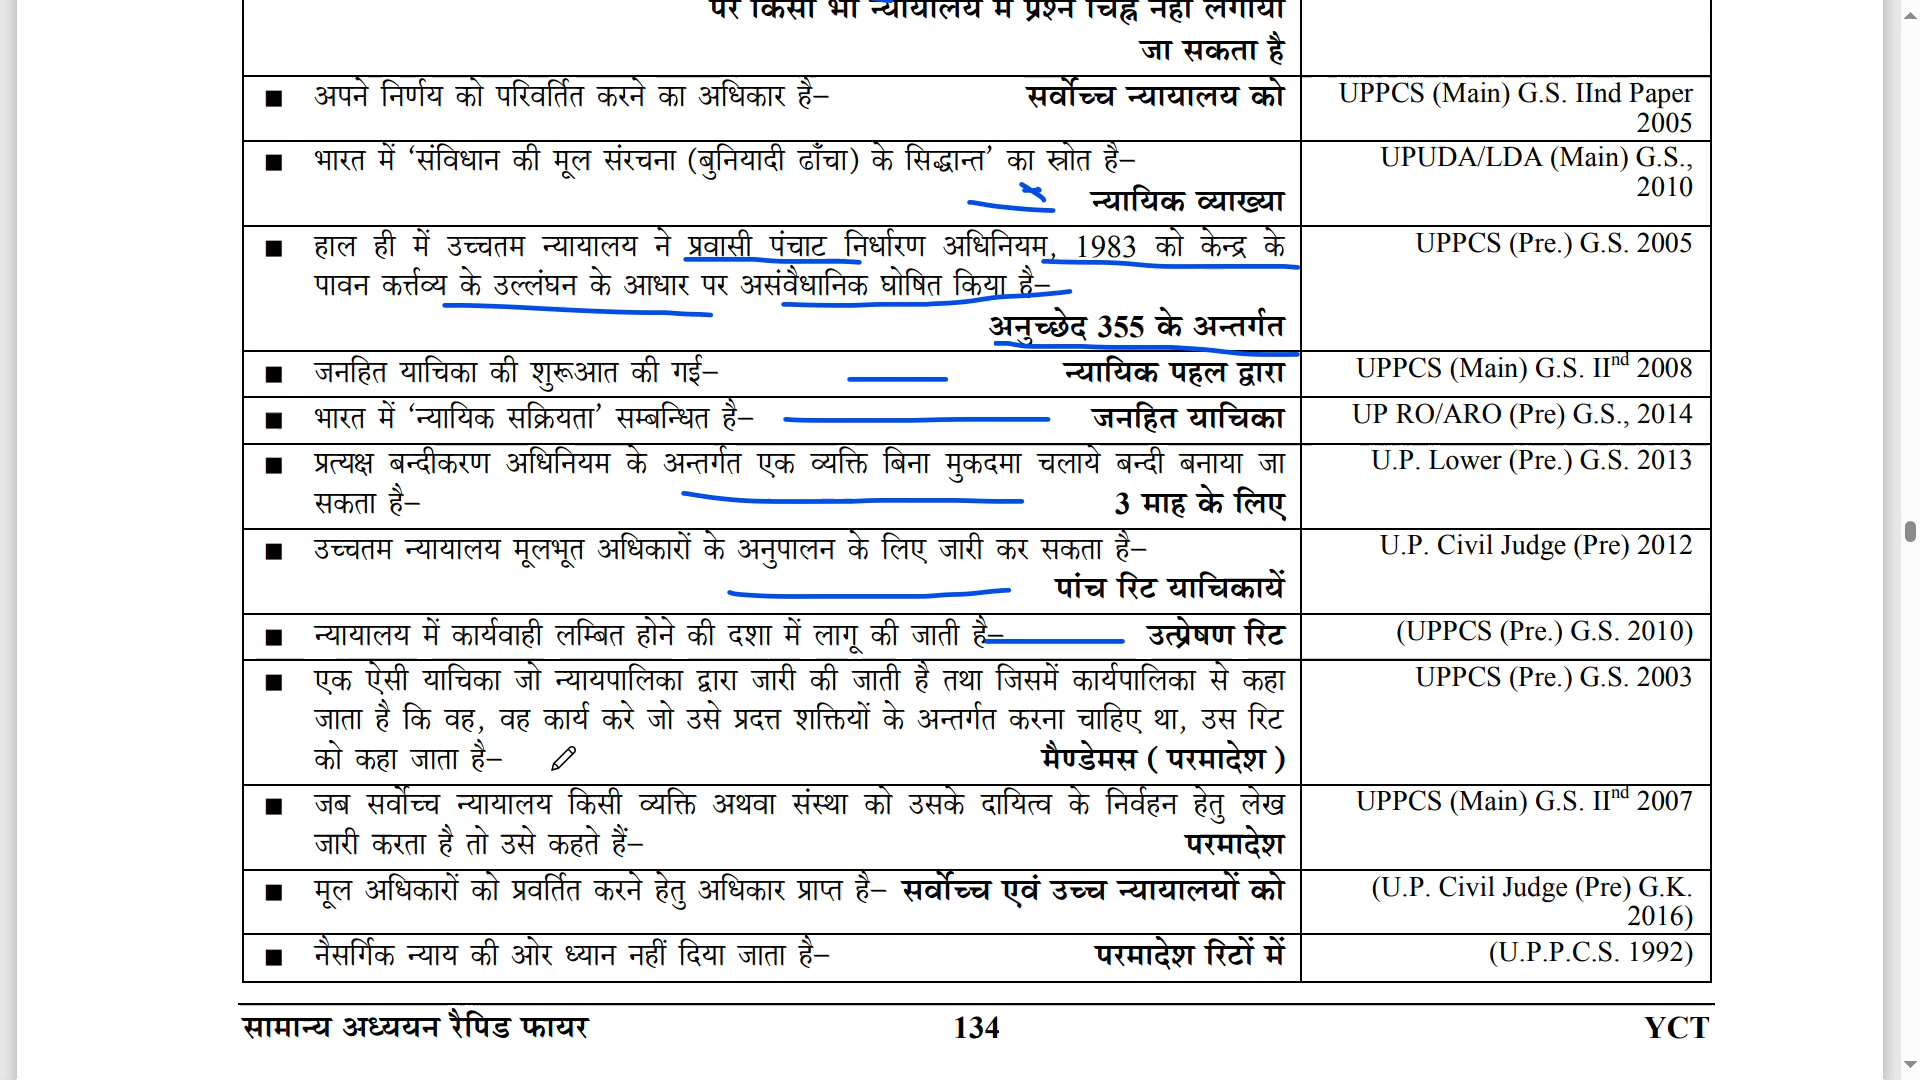 पर किसी भी न्यायालय में प्रश्न चिह्न नहीं लगाया
जा सकता है
■ अपने निर्णय को परिवर्तित करने का अधिकार है– सर्वोच्च न्यायालय को UPPCS (Main) G.S. IInd Paper
2005
■ भारत में ‘संविधान की मूल संरचना (बुनियादी ढाँचा) के सिद्धान्त’ का स्रोत है– UPUDA/LDA (Main) G.S.,
2010
न्यायिक व्याख्या
■ हाल ही में उच्चतम न्यायालय ने प्रवासी पंचाट निर्धारण अधिनियम, 1983 को केन्द्र के UPPCS (Pre.) G.S. 2005
पावन कर्त्तव्य के उल्लंघन के आधार पर असंवैधानिक घोषित किया है–
अनुच्छेद 355 के अन्तर्गत
■ जनहित याचिका की शुरूआत की गई– न्यायिक पहल द्वारा UPPCS (Main) G.S. IInd 2008
■ भारत में ‘न्यायिक सक्रियता’ सम्बन्धित है– जनहित याचिका UP RO/ARO (Pre) G.S., 2014
■ प्रत्यक्ष बन्दीकरण अधिनियम के अन्तर्गत एक व्यक्ति बिना मुकदमा चलाये बन्दी बनाया जा U.P. Lower (Pre.) G.S. 2013
सकता है– 3 माह के लिए
■ उच्चतम न्यायालय मूलभूत अधिकारों के अनुपालन के लिए जारी कर सकता है– U.P. Civil Judge (Pre) 2012
पांच रिट याचिकायें
■ न्यायालय में कार्यवाही लम्बित होने की दशा में लागू की जाती है– उत्प्रेषण रिट (UPPCS (Pre.) G.S. 2010)
■ एक ऐसी याचिका जो न्यायपालिका द्वारा जारी की जाती है तथा जिसमें कार्यपालिका से कहा UPPCS (Pre.) G.S. 2003
जाता है कि वह, वह कार्य करे जो उसे प्रदत्त शक्तियों के अन्तर्गत करना चाहिए था, उस रिट
को कहा जाता है– मैण्डेमस ( परमादेश )
■ जब सर्वोच्च न्यायालय किसी व्यक्ति अथवा संस्था को उसके दायित्व के निर्वहन हेतु लेख UPPCS (Main) G.S. IInd 2007
जारी करता है तो उसे कहते हैं– परमादेश
■ मूल अधिकारों को प्रवर्तित करने हेतु अधिकार प्राप्त है– सर्वोच्च एवं उच्च न्यायालयों को (U.P. Civil Judge (Pre) G.K.
2016)
■ नैसर्गिक न्याय की ओर ध्यान नहीं दिया जाता है– परमादेश रिटों में (U.P.P.C.S. 1992)
सामान्य अध्ययन रैपिड फायर 134 YCT